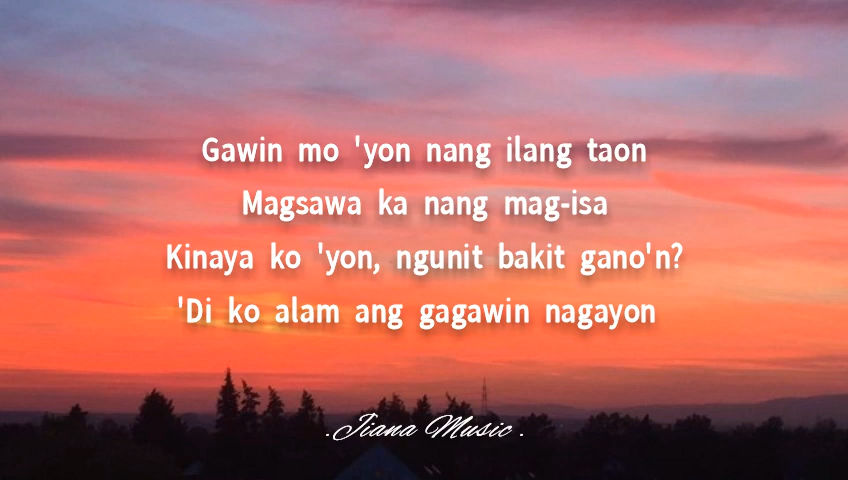 Gawin mo 'yon nang ilang taon
Magsawa ka nang mag-isa
Kinaya ko 'yon, ngunit bakit gano'n?
'Di ko alam ang gagawin nagayon
.Jiana Music.